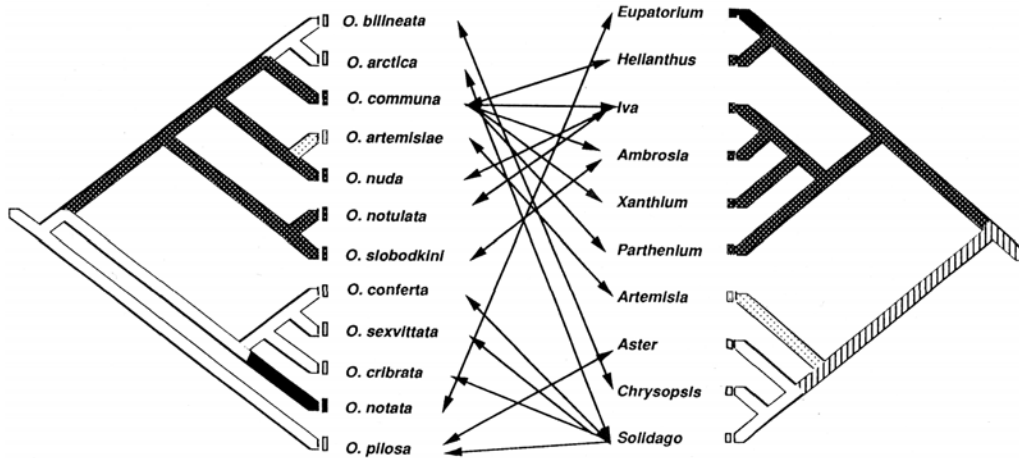 O. bilineata
O. arctica
O. communa
O. artemisiae
O. nuda
O. notulata
O. slobodkini
O. conferta
O. sexvittata
O. cribrata
O. notata
O. pilosa
Eupatorium
Helianthus
Iva
Ambrosia
Xanthium
Parthenium
Artemisia
Aster
Chrysopsis
Solidago